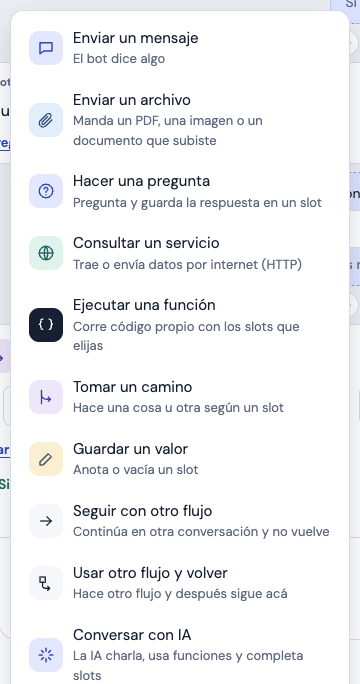 Enviar un mensaje
El bot dice algo
Enviar un archivo
Manda un PDF, una imagen o un
documento que subiste
Hacer una pregunta
Pregunta y guarda la respuesta en un slot
Consultar un servicio
Trae o envía datos por internet (HTTP)
Ejecutar una función
Corre código propio con los slots que
elijas
Tomar un camino
Hace una cosa u otra según un slot
Guardar un valor
Anota o vacía un slot
Seguir con otro flujo
Continúa en otra conversación y no vuelve
Usar otro flujo y volver
Hace otro flujo y después sigue acá
Conversar con IA
La IA charla, usa funciones y completa
slots